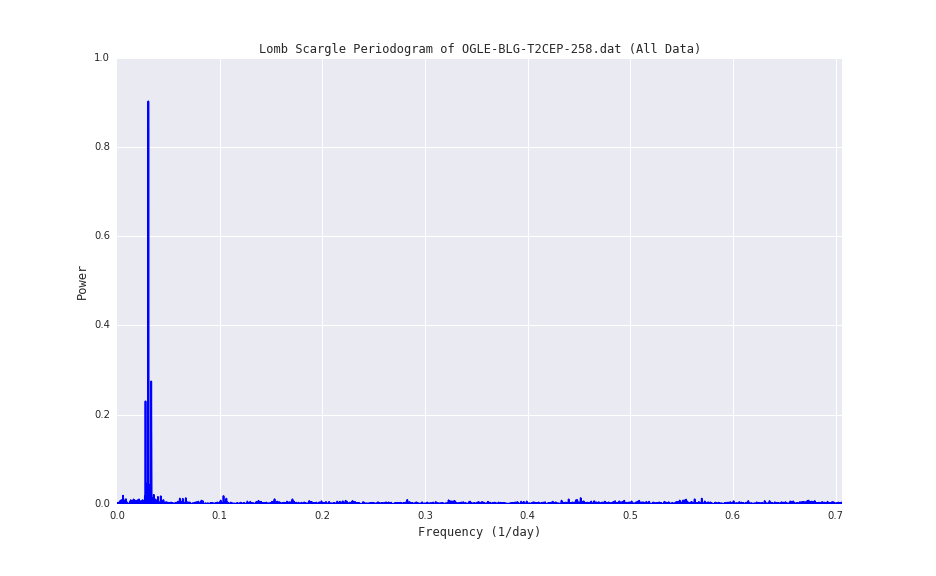 Lomb Scargle Periodogram of OGLE-BLG-T2CEP-258.dat (All Data)
1.0
0.8
0.6
0.4
0.2
0.0
Power
0.0 0.1 0.2 0.3 0.4 0.5 0.6 0.7
Frequency (1/day)